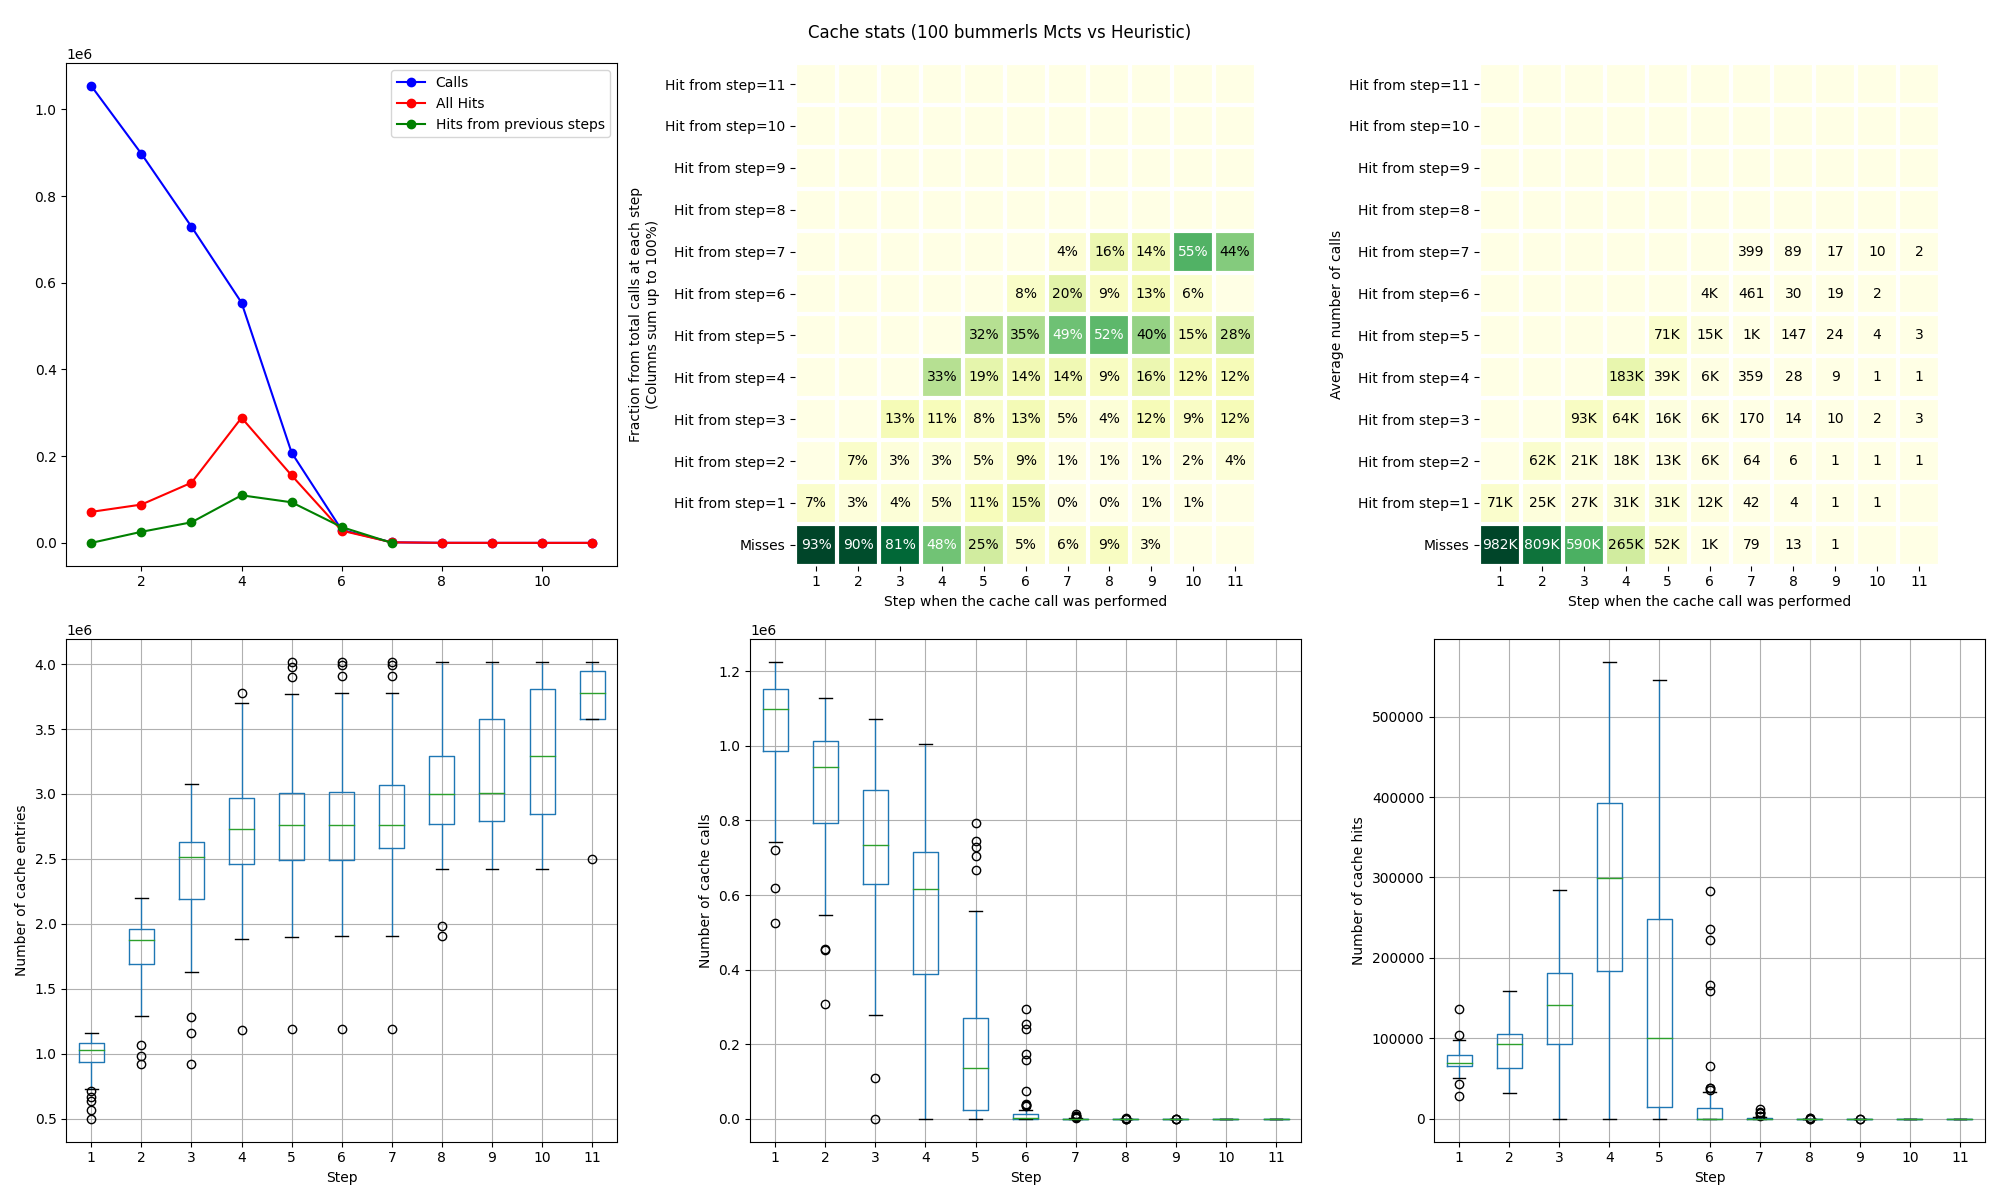 Cache stats (100 bummerls Mcts vs Heuristic)
1e6
Calls
All Hits
Hits from previous steps
1.0
0.8
0.6
0.4
0.2
0.0
2 4 6 8 10
Fraction from total calls at each step
(Columns sum up to 100%)
Hit from step=11
Hit from step=10
Hit from step=9
Hit from step=8
Hit from step=7 4% 16% 14% 55% 44%
Hit from step=6 8% 20% 9% 13% 6%
Hit from step=5 32% 35% 49% 52% 40% 15% 28%
Hit from step=4 33% 19% 14% 14% 9% 16% 12% 12%
Hit from step=3 13% 11% 8% 13% 5% 4% 12% 9% 12%
Hit from step=2 7% 3% 3% 5% 9% 1% 1% 1% 2% 4%
Hit from step=1 7% 3% 4% 5% 11% 15% 0% 0% 1% 1%
Misses 93% 90% 81% 48% 25% 5% 6% 9% 3%
1 2 3 4 5 6 7 8 9 10 11
Step when the cache call was performed
Average number of calls
Hit from step=11
Hit from step=10
Hit from step=9
Hit from step=8
Hit from step=7 399 89 17 10 2
Hit from step=6 4K 461 30 19 2
Hit from step=5 71K 15K 1K 147 24 4 3
Hit from step=4 183K 39K 6K 359 28 9 1 1
Hit from step=3 93K 64K 16K 6K 170 14 10 2 3
Hit from step=2 62K 21K 18K 13K 6K 64 6 1 1 1
Hit from step=1 71K 25K 27K 31K 31K 12K 42 4 1 1
Misses 982K 809K 590K 265K 52K 1K 79 13 1
1 2 3 4 5 6 7 8 9 10 11
Step when the cache call was performed
1e6
Number of cache entries
4.0
3.5
3.0
2.5
2.0
1.5
1.0
0.5
1 2 3 4 5 6 7 8 9 10 11
Step
1e6
Number of cache calls
1.2
1.0
0.8
0.6
0.4
0.2
0.0
1 2 3 4 5 6 7 8 9 10 11
Step
Number of cache hits
500000
400000
300000
200000
100000
0
1 2 3 4 5 6 7 8 9 10 11
Step